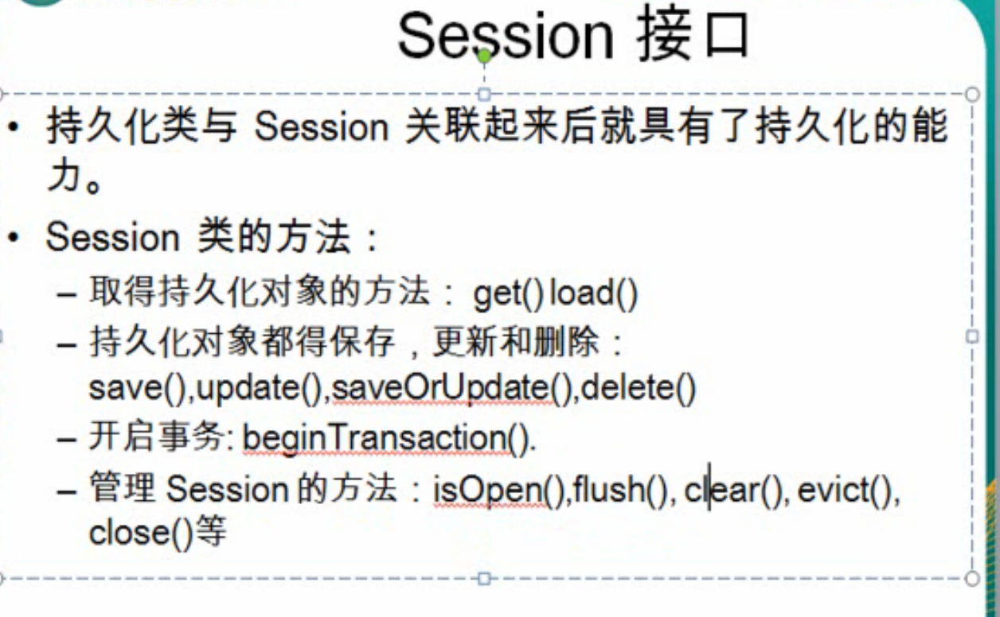 Session 接口
• 持久化类与 Session 关联起来后就具有了持久化的能
力。
• Session 类的方法：
– 取得持久化对象的方法： get() load()
– 持久化对象都得保存，更新和删除：
save(),update(),saveOrUpdate(),delete()
– 开启事务: beginTransaction().
– 管理 Session 的方法：isOpen(),flush(), clear(), evict(),
close()等